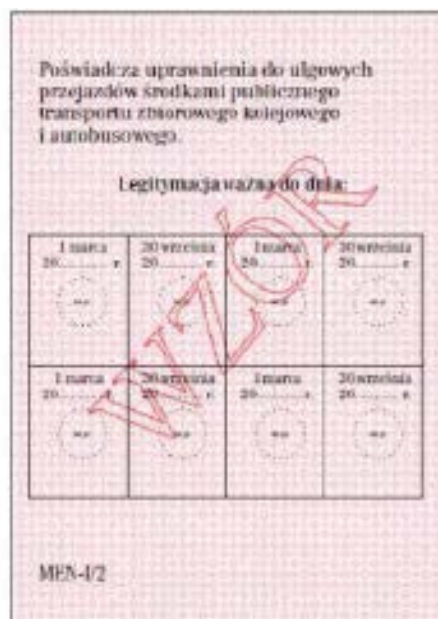 Poświadcza uprawnienia do ulgowych
przejazdów środkami publicznego
transportu zbiorowego kolejowego
i autobusowego.
Legitymacja ważna do dnia:
1 marca 30 września 1 marca 30 września
20......... r. 20......... r. 20......... r. 20......... r.
1 marca 30 września 1 marca 30 września
20......... r. 20......... r. 20......... r. 20......... r.
WZÓR
MEN-I/2